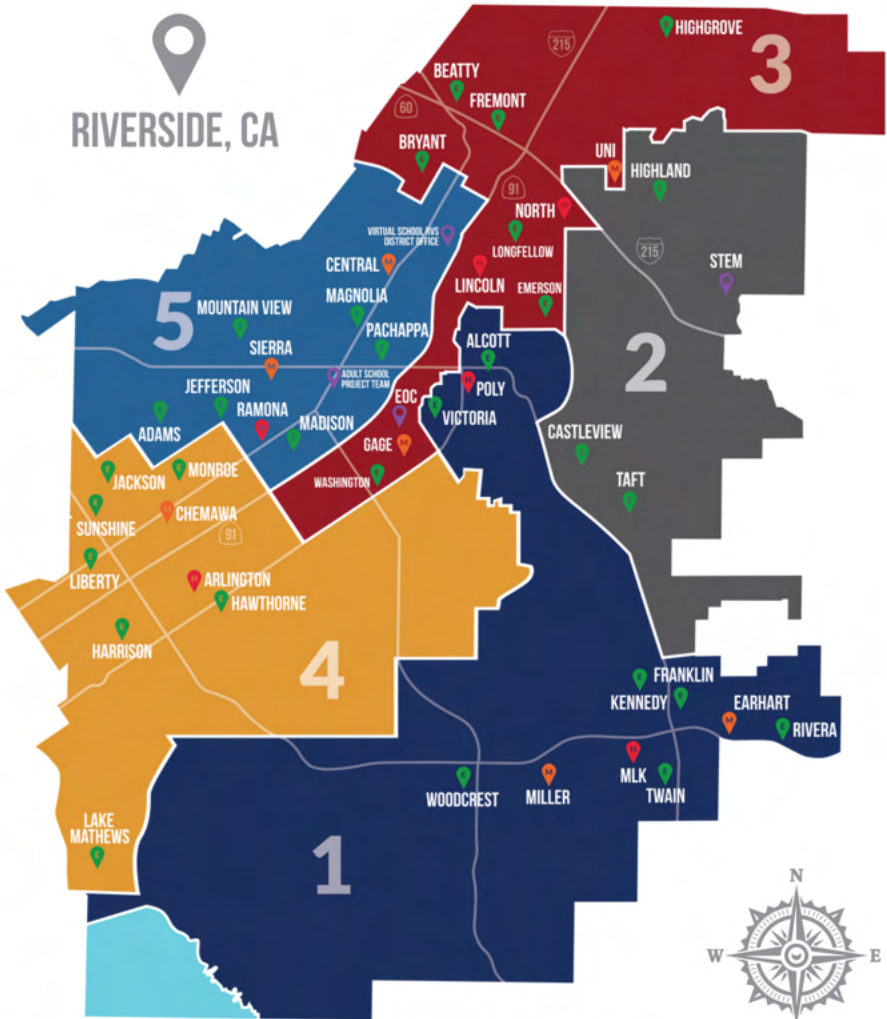 RIVERSIDE, CA
HIGHGROVE
215
3
BEATTY
FREMONT
60
BRYANT
UNI
M
HIGHLAND
91
NORTH
H
VIRTUAL SCHOOL RVS
DISTRICT OFFICE
LONGFELLOW
215
CENTRAL
M
STEM
LINCOLN
H
EMERSON
MAGNOLIA
MOUNTAIN VIEW
5
PACHAPPA
SIERRA
M
ALCOTT
2
ADULT SCHOOL
PROJECT TEAM
JEFFERSON
POLY
H
EOC
RAMONA
VICTORIA
ADAMS
MADISON
GAGE
M
CASTLEVIEW
WASHINGTON
E
TAFT
JACKSON
E
MONROE
E
SUNSHINE
E
CHEMAWA
M
91
LIBERTY
E
ARLINGTON
H
HAWTHORNE
E
HARRISON
E
4
KENNEDY
E
FRANKLIN
E
EARHART
M
RIVERA
E
WOODCREST
E
MILLER
M
MLK
H
TWAIN
E
LAKE
MATHEWS
E
1
N
W
E